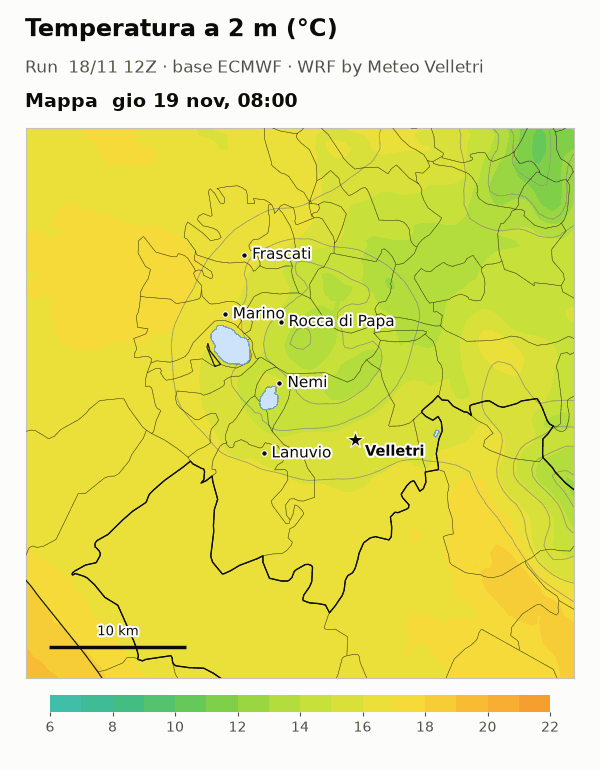 Temperatura a 2 m (°C)
Run  18/11 12Z · base ECMWF · WRF by Meteo Velletri
Mappa  gio 19 nov, 08:00
Frascati
Marino
Rocca di Papa
Nemi
Velletri
Lanuvio
10 km
6 8 10 12 14 16 18 20 22